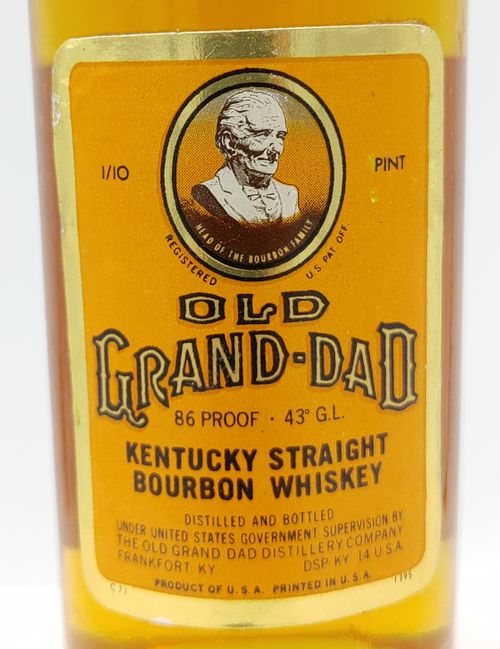 HEAD OF THE BOURBON FAMILY
1/10 PINT
REGISTERED U.S. PAT. OFF.
OLD
GRAND-DAD
86 PROOF · 43° G.L.
KENTUCKY STRAIGHT
BOURBON WHISKEY
DISTILLED AND BOTTLED
UNDER UNITED STATES GOVERNMENT SUPERVISION BY
THE OLD GRAND DAD DISTILLERY COMPANY
FRANKFORT KY DSP KY 14 U.S.A.
C71 PRODUCT OF U.S.A. PRINTED IN U.S.A. 1395